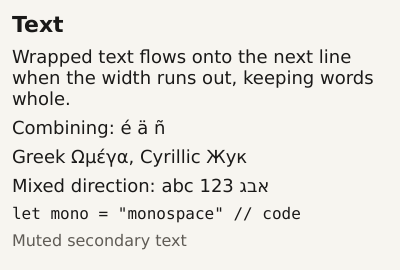 Text
Wrapped text flows onto the next line
when the width runs out, keeping words
whole.
Combining: é ä ñ
Greek Ωμέγα, Cyrillic Жук
Mixed direction: abc 123 אבג
let mono = "monospace" // code
Muted secondary text